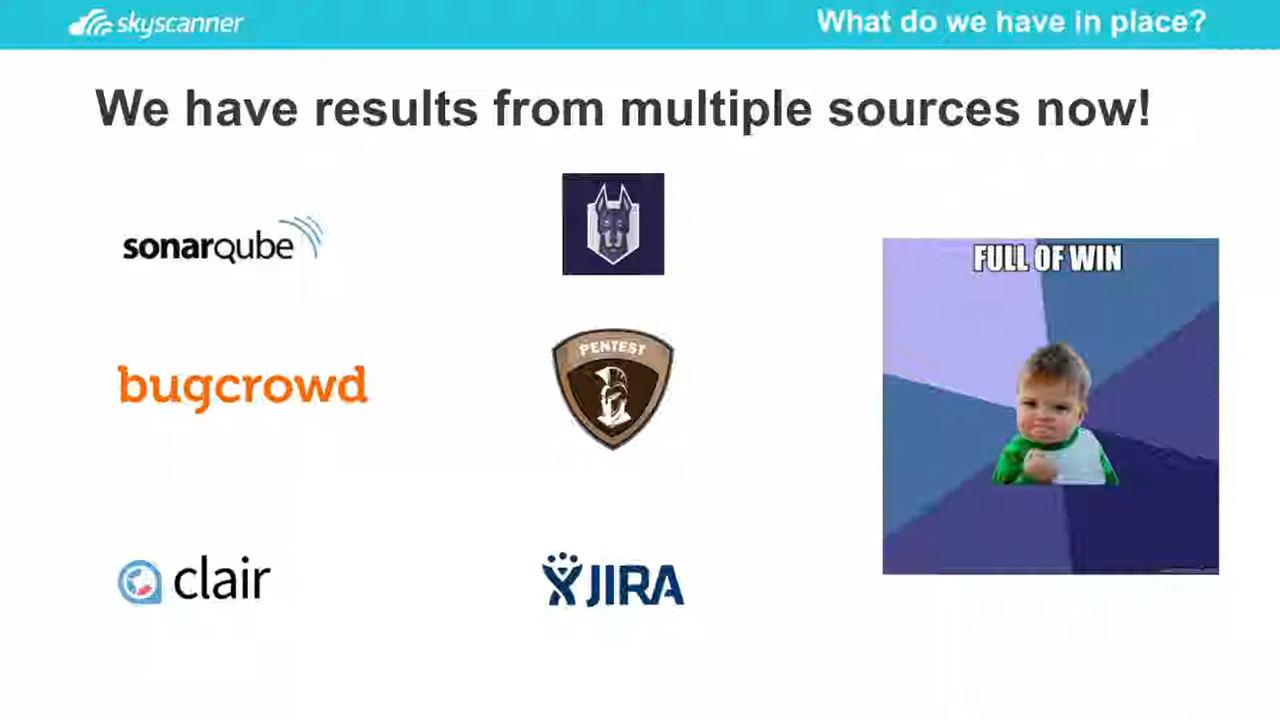 skyscanner
What do we have in place?
We have results from multiple sources now!
sonarqube
FULL OF WIN
PENTEST
bugcrowd
clair
JIRA